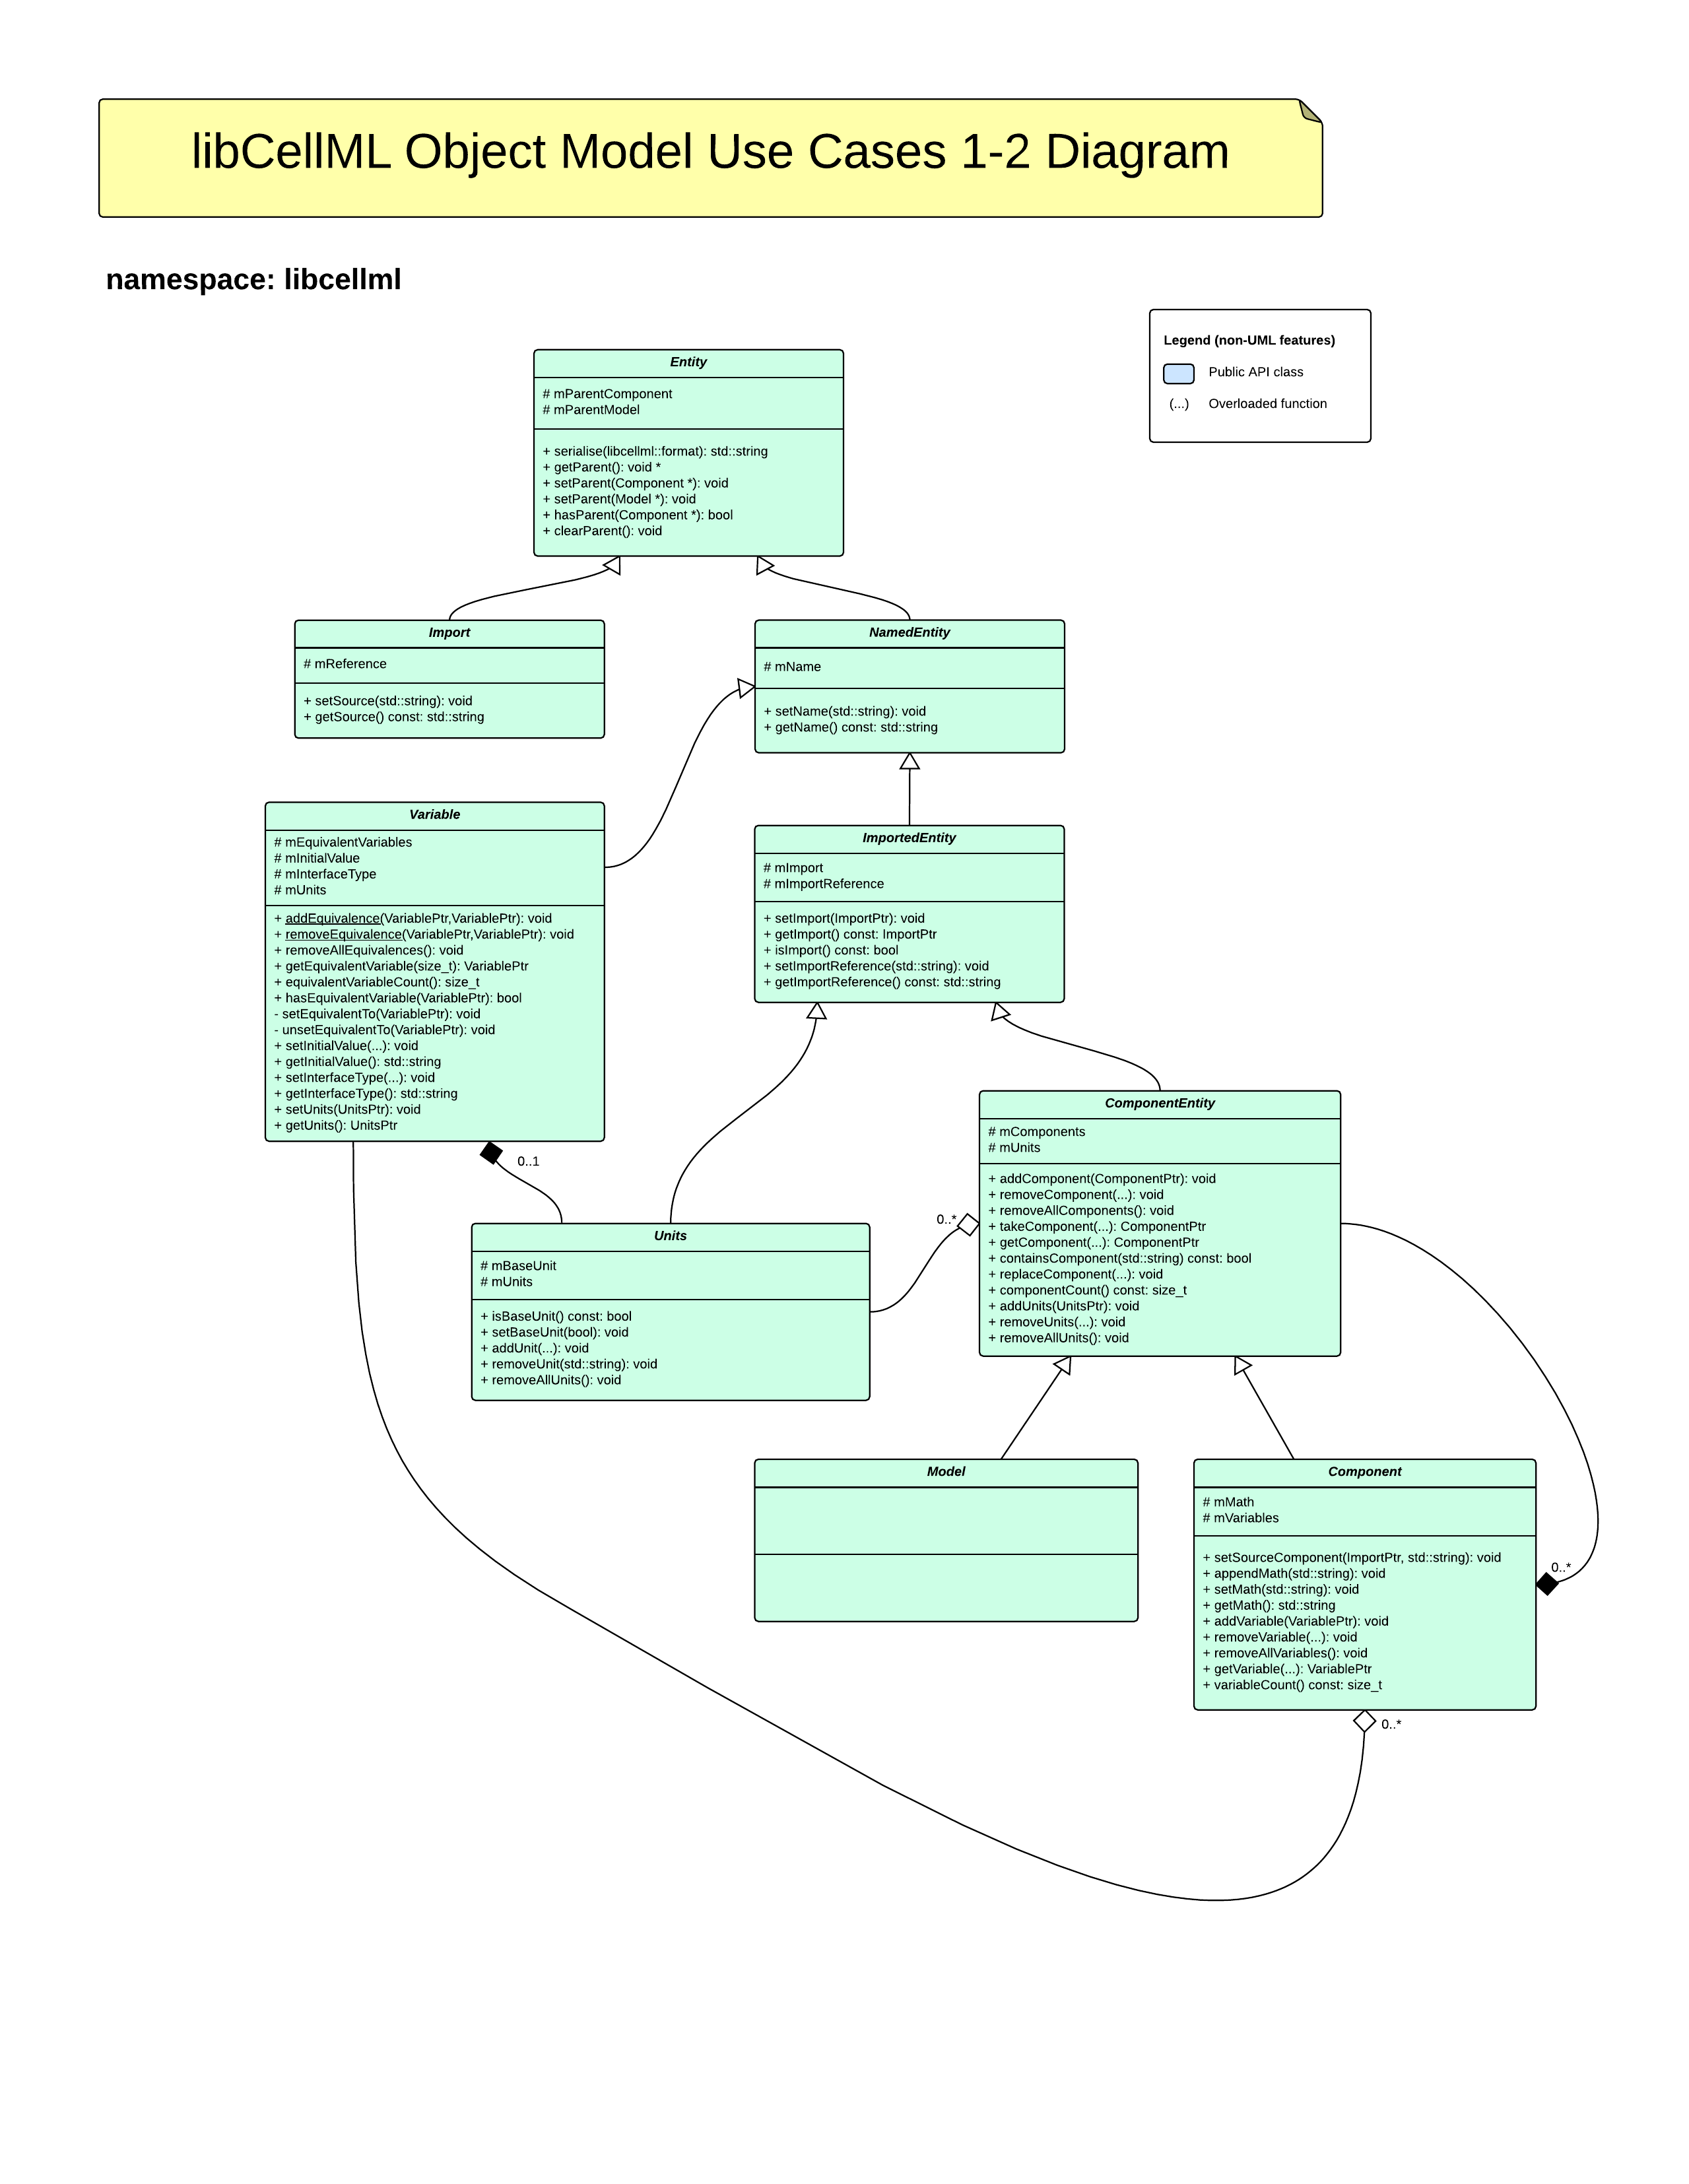 libCellML Object Model Use Cases 1-2 Diagram
namespace: libcellml
Legend (non-UML features)
Public API class
(...) Overloaded function
Entity
# mParentComponent
# mParentModel
+ serialise(libcellml::format): std::string
+ getParent(): void *
+ setParent(Component *): void
+ setParent(Model *): void
+ hasParent(Component *): bool
+ clearParent(): void
Import
# mReference
+ setSource(std::string): void
+ getSource() const: std::string
NamedEntity
# mName
+ setName(std::string): void
+ getName() const: std::string
Variable
# mEquivalentVariables
# mInitialValue
# mInterfaceType
# mUnits
+ addEquivalence(VariablePtr,VariablePtr): void
+ removeEquivalence(VariablePtr,VariablePtr): void
+ removeAllEquivalences(): void
+ getEquivalentVariable(size_t): VariablePtr
+ equivalentVariableCount(): size_t
+ hasEquivalentVariable(VariablePtr): bool
- setEquivalentTo(VariablePtr): void
- unsetEquivalentTo(VariablePtr): void
+ setInitialValue(...): void
+ getInitialValue(): std::string
+ setInterfaceType(...): void
+ getInterfaceType(): std::string
+ setUnits(UnitsPtr): void
+ getUnits(): UnitsPtr
0..1
ImportedEntity
# mImport
# mImportReference
+ setImport(ImportPtr): void
+ getImport() const: ImportPtr
+ isImport() const: bool
+ setImportReference(std::string): void
+ getImportReference() const: std::string
ComponentEntity
# mComponents
# mUnits
+ addComponent(ComponentPtr): void
+ removeComponent(...): void
+ removeAllComponents(): void
+ takeComponent(...): ComponentPtr
+ getComponent(...): ComponentPtr
+ containsComponent(std::string) const: bool
+ replaceComponent(...): void
+ componentCount() const: size_t
+ addUnits(UnitsPtr): void
+ removeUnits(...): void
+ removeAllUnits(): void
0..*
Units
# mBaseUnit
# mUnits
+ isBaseUnit() const: bool
+ setBaseUnit(bool): void
+ addUnit(...): void
+ removeUnit(std::string): void
+ removeAllUnits(): void
Model
Component
# mMath
# mVariables
+ setSourceComponent(ImportPtr, std::string): void
+ appendMath(std::string): void
+ setMath(std::string): void
+ getMath(): std::string
+ addVariable(VariablePtr): void
+ removeVariable(...): void
+ removeAllVariables(): void
+ getVariable(...): VariablePtr
+ variableCount() const: size_t
0..*
0..*